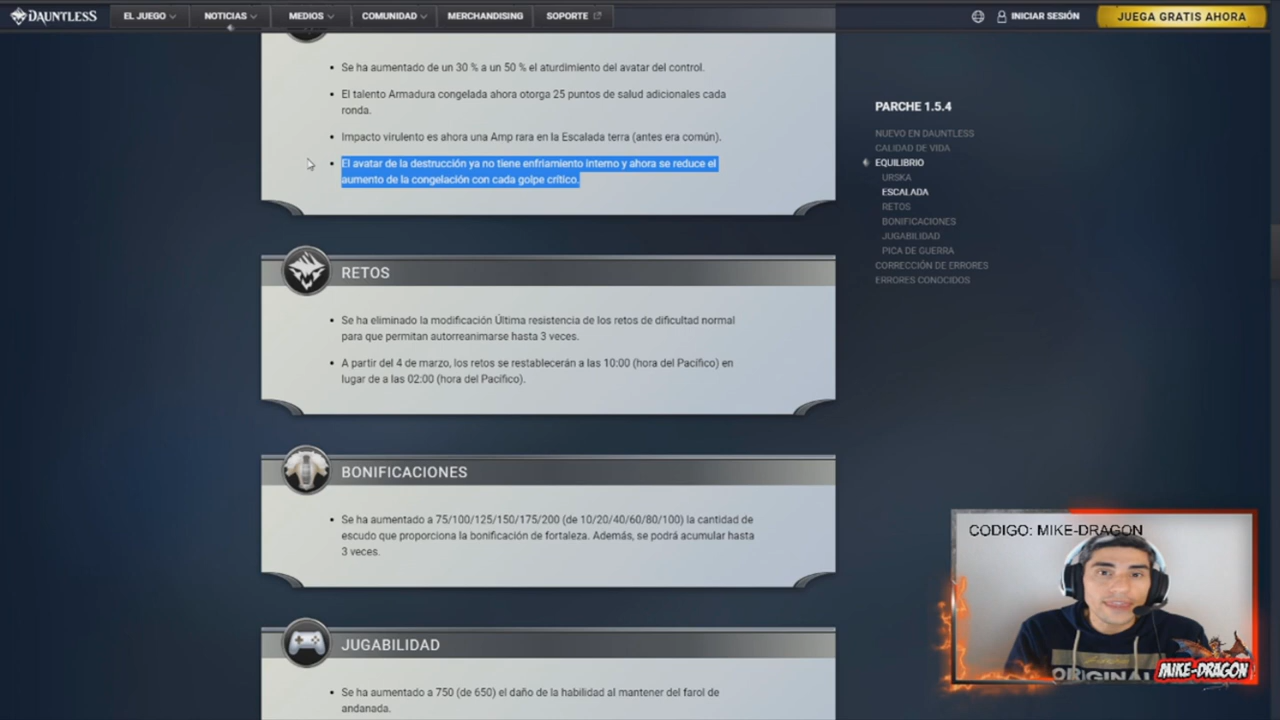 DAUNTLESS
EL JUEGO
NOTICIAS
MEDIOS
COMUNIDAD
MERCHANDISING
SOPORTE
INICIAR SESIÓN
JUEGA GRATIS AHORA
Se ha aumentado de un 30 % a un 50 % el aturdimiento del avatar del control.
El talento Armadura congelada ahora otorga 25 puntos de salud adicionales cada
ronda.
Impacto virulento es ahora una Amp rara en la Escalada terra (antes era común).
El avatar de la destrucción ya no tiene enfriamiento interno y ahora se reduce el
aumento de la congelación con cada golpe crítico.
RETOS
Se ha eliminado la modificación Última resistencia de los retos de dificultad normal
para que permitan autorreanimarse hasta 3 veces.
A partir del 4 de marzo, los retos se restablecerán a las 10:00 (hora del Pacífico) en
lugar de a las 02:00 (hora del Pacífico).
BONIFICACIONES
Se ha aumentado a 75/100/125/150/175/200 (de 10/20/40/60/80/100) la cantidad de
escudo que proporciona la bonificación de fortaleza. Además, se podrá acumular hasta
3 veces.
JUGABILIDAD
Se ha aumentado a 750 (de 650) el daño de la habilidad al mantener del farol de
andanada.
PARCHE 1.5.4
NUEVO EN DAUNTLESS
CALIDAD DE VIDA
EQUILIBRIO
URSKA
ESCALADA
RETOS
BONIFICACIONES
JUGABILIDAD
PICA DE GUERRA
CORRECCIÓN DE ERRORES
ERRORES CONOCIDOS
CODIGO: MIKE-DRAGON
ORIGINAL
MIKE-DRAGON